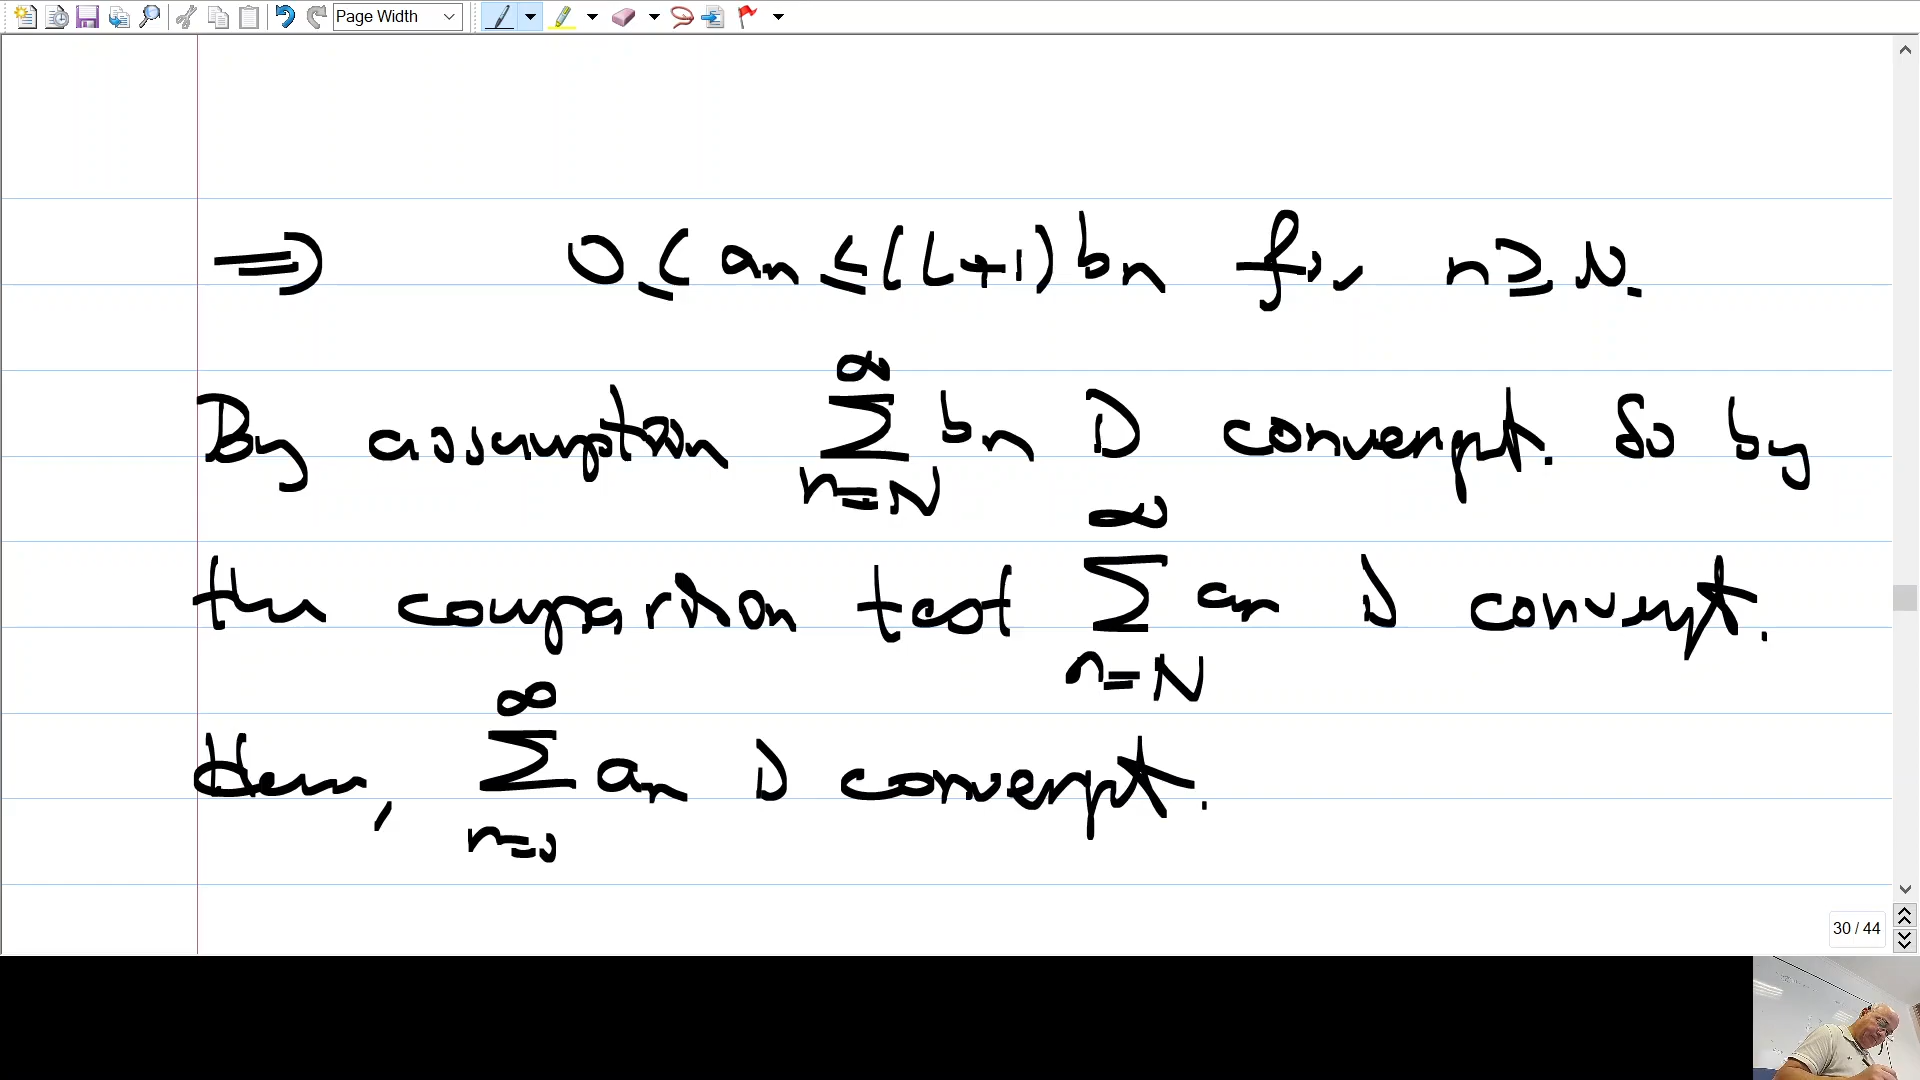 Page Width
⇒ 0 ≤ an ≤ (L+1) bn for n ≥ N.
By assumption ∑_{n=N}^{∞} bn is convergent. So by
the comparison test ∑_{n=N}^{∞} an is convergent.
Hence, ∑_{n=0}^{∞} an is convergent.
30 / 44